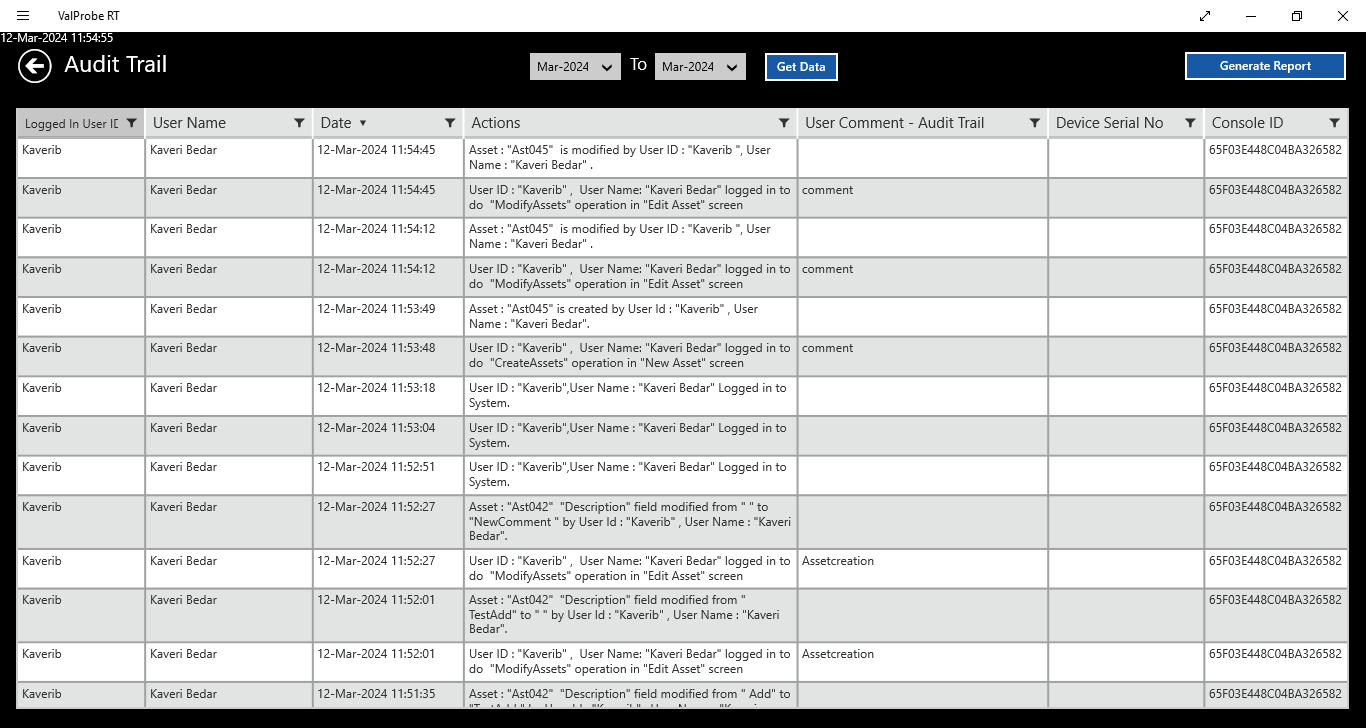 ValProbe RT
12-Mar-2024 11:54:55
Audit Trail
Mar-2024
To
Mar-2024
Get Data
Generate Report
Logged In User ID User Name Date ▼ Actions User Comment - Audit Trail Device Serial No Console ID
Kaverib Kaveri Bedar 12-Mar-2024 11:54:45 Asset : "Ast045"  is modified by User ID : "Kaverib ", User 65F03E448C04BA326582
Name : "Kaveri Bedar" .
Kaverib Kaveri Bedar 12-Mar-2024 11:54:45 User ID : "Kaverib" ,  User Name: "Kaveri Bedar" logged in to comment 65F03E448C04BA326582
do  "ModifyAssets" operation in "Edit Asset" screen
Kaverib Kaveri Bedar 12-Mar-2024 11:54:12 Asset : "Ast045"  is modified by User ID : "Kaverib ", User 65F03E448C04BA326582
Name : "Kaveri Bedar" .
Kaverib Kaveri Bedar 12-Mar-2024 11:54:12 User ID : "Kaverib" ,  User Name: "Kaveri Bedar" logged in to comment 65F03E448C04BA326582
do  "ModifyAssets" operation in "Edit Asset" screen
Kaverib Kaveri Bedar 12-Mar-2024 11:53:49 Asset : "Ast045" is created by User Id : "Kaverib" , User 65F03E448C04BA326582
Name : "Kaveri Bedar".
Kaverib Kaveri Bedar 12-Mar-2024 11:53:48 User ID : "Kaverib" ,  User Name: "Kaveri Bedar" logged in to comment 65F03E448C04BA326582
do  "CreateAssets" operation in "New Asset" screen
Kaverib Kaveri Bedar 12-Mar-2024 11:53:18 User ID : "Kaverib",User Name : "Kaveri Bedar" Logged in to 65F03E448C04BA326582
System.
Kaverib Kaveri Bedar 12-Mar-2024 11:53:04 User ID : "Kaverib",User Name : "Kaveri Bedar" Logged in to 65F03E448C04BA326582
System.
Kaverib Kaveri Bedar 12-Mar-2024 11:52:51 User ID : "Kaverib",User Name : "Kaveri Bedar" Logged in to 65F03E448C04BA326582
System.
Kaverib Kaveri Bedar 12-Mar-2024 11:52:27 Asset : "Ast042"  "Description" field modified from " " to 65F03E448C04BA326582
"NewComment " by User Id : "Kaverib" , User Name : "Kaveri
Bedar".
Kaverib Kaveri Bedar 12-Mar-2024 11:52:27 User ID : "Kaverib" ,  User Name: "Kaveri Bedar" logged in to Assetcreation 65F03E448C04BA326582
do  "ModifyAssets" operation in "Edit Asset" screen
Kaverib Kaveri Bedar 12-Mar-2024 11:52:01 Asset : "Ast042"  "Description" field modified from " 65F03E448C04BA326582
TestAdd" to " " by User Id : "Kaverib" , User Name : "Kaveri
Bedar".
Kaverib Kaveri Bedar 12-Mar-2024 11:52:01 User ID : "Kaverib" ,  User Name: "Kaveri Bedar" logged in to Assetcreation 65F03E448C04BA326582
do  "ModifyAssets" operation in "Edit Asset" screen
Kaverib Kaveri Bedar 12-Mar-2024 11:51:35 Asset : "Ast042"  "Description" field modified from " Add" to 65F03E448C04BA326582